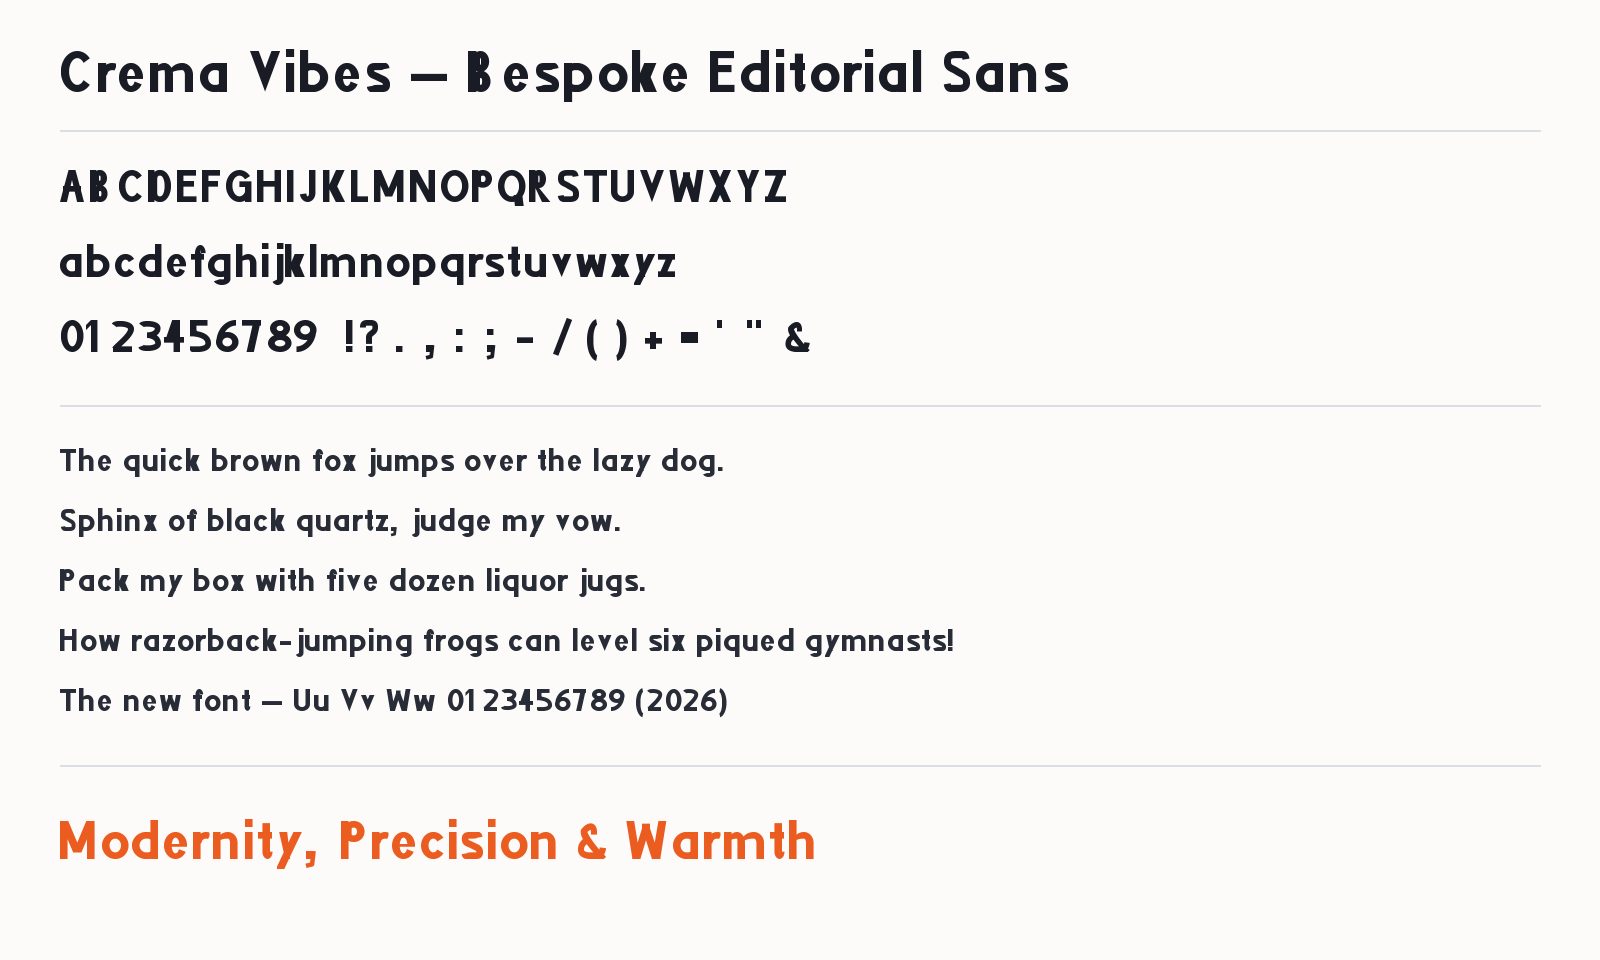 Crema Vibes — Bespoke Editorial Sans
ABCDEFGHIJKLMNOPQRSTUVWXYZ
abcdefghijklmnopqrstuvwxyz
0123456789 !? . , : ; - / ( ) + = ' " &
The quick brown fox jumps over the lazy dog.
Sphinx of black quartz, judge my vow.
Pack my box with five dozen liquor jugs.
How razorback-jumping frogs can level six piqued gymnasts!
The new font — Uu Vv Ww 0123456789 (2026)
Modernity, Precision & Warmth